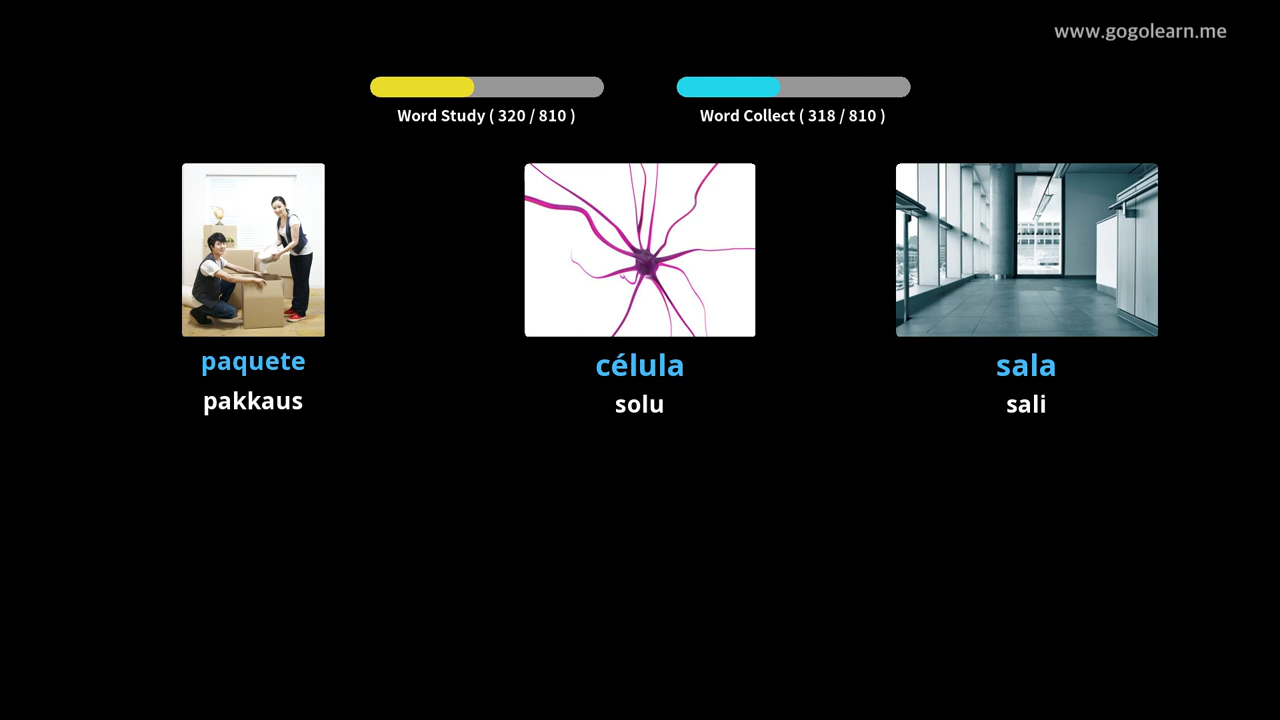 www.gogolearn.me
Word Study ( 320 / 810 )
Word Collect ( 318 / 810 )
paquete
pakkaus
célula
solu
sala
sali